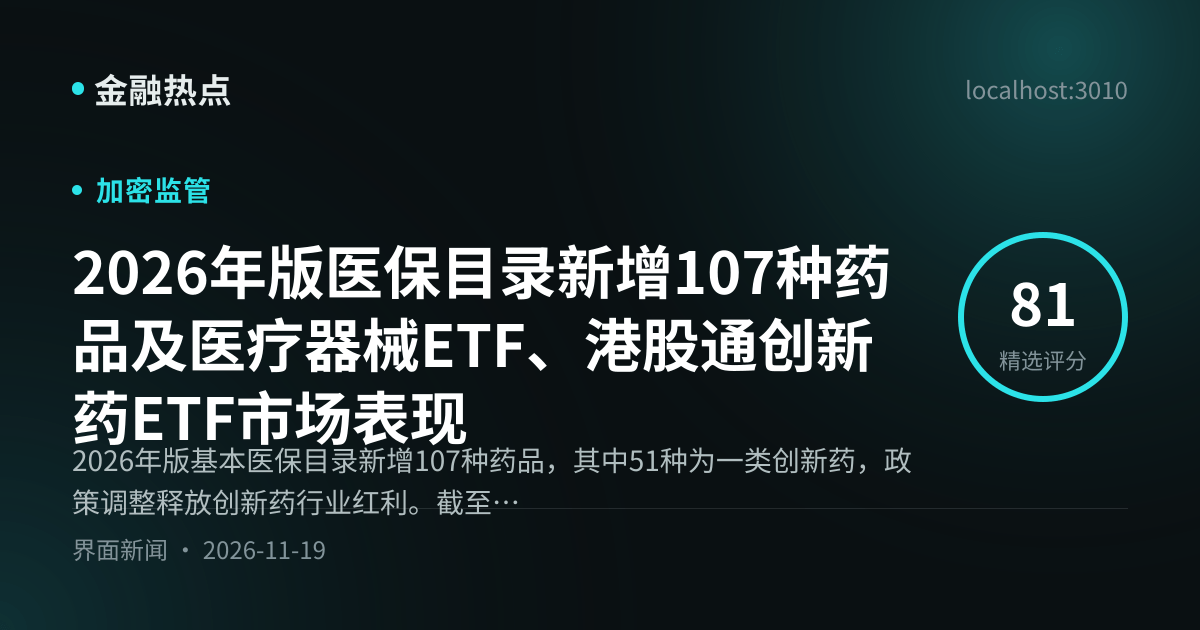 金融热点
localhost:3010
加密监管
2026年版医保目录新增107种药
品及医疗器械ETF、港股通创新
药ETF市场表现
81
精选评分
2026年版基本医保目录新增107种药品，其中51种为一类创新药，政
策调整释放创新药行业红利。截至…
界面新闻 • 2026-11-19